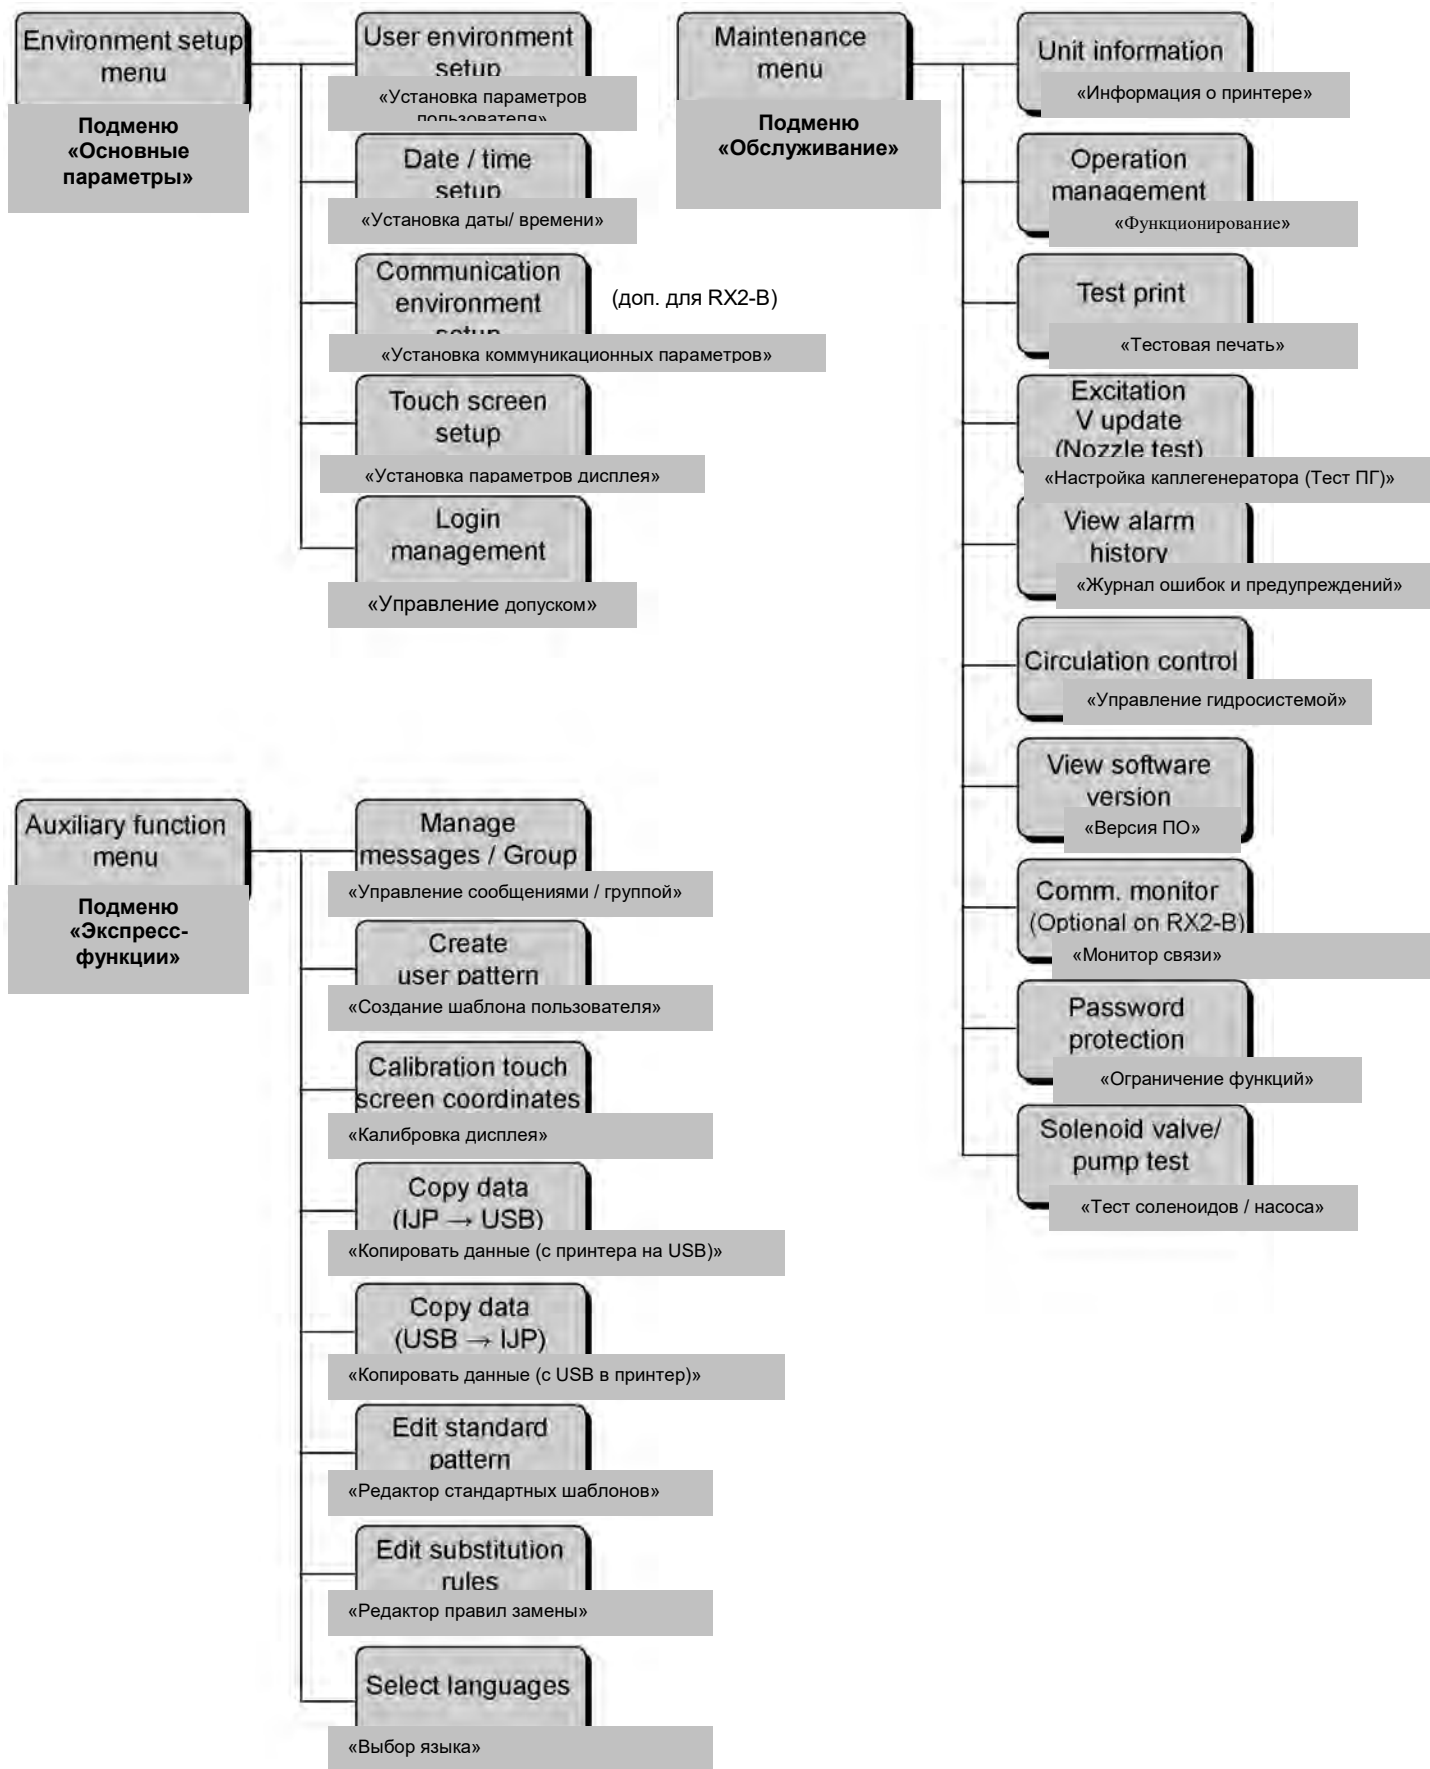 Environment setup
menu
Подменю
«Основные
параметры»
User environment
setup
«Установка параметров
пользователя»
Date / time
setup
«Установка даты/ времени»
Communication
environment
setup
(доп. для RX2-B)
«Установка коммуникационных параметров»
Touch screen
setup
«Установка параметров дисплея»
Login
management
«Управление допуском»
Maintenance
menu
Подменю
«Обслуживание»
Unit information
«Информация о принтере»
Operation
management
«Функционирование»
Test print
«Тестовая печать»
Excitation
V update
(Nozzle test)
«Настройка каплегенератора (Тест ПГ)»
View alarm
history
«Журнал ошибок и предупреждений»
Circulation control
«Управление гидросистемой»
View software
version
«Версия ПО»
Comm. monitor
(Optional on RX2-B)
«Монитор связи»
Password
protection
«Ограничение функций»
Solenoid valve/
pump test
«Тест соленоидов / насоса»
Auxiliary function
menu
Подменю
«Экспресс-
функции»
Manage
messages / Group
«Управление сообщениями / группой»
Create
user pattern
«Создание шаблона пользователя»
Calibration touch
screen coordinates
«Калибровка дисплея»
Copy data
(IJP → USB)
«Копировать данные (с принтера на USB)»
Copy data
(USB → IJP)
«Копировать данные (с USB в принтер)»
Edit standard
pattern
«Редактор стандартных шаблонов»
Edit substitution
rules
«Редактор правил замены»
Select languages
«Выбор языка»